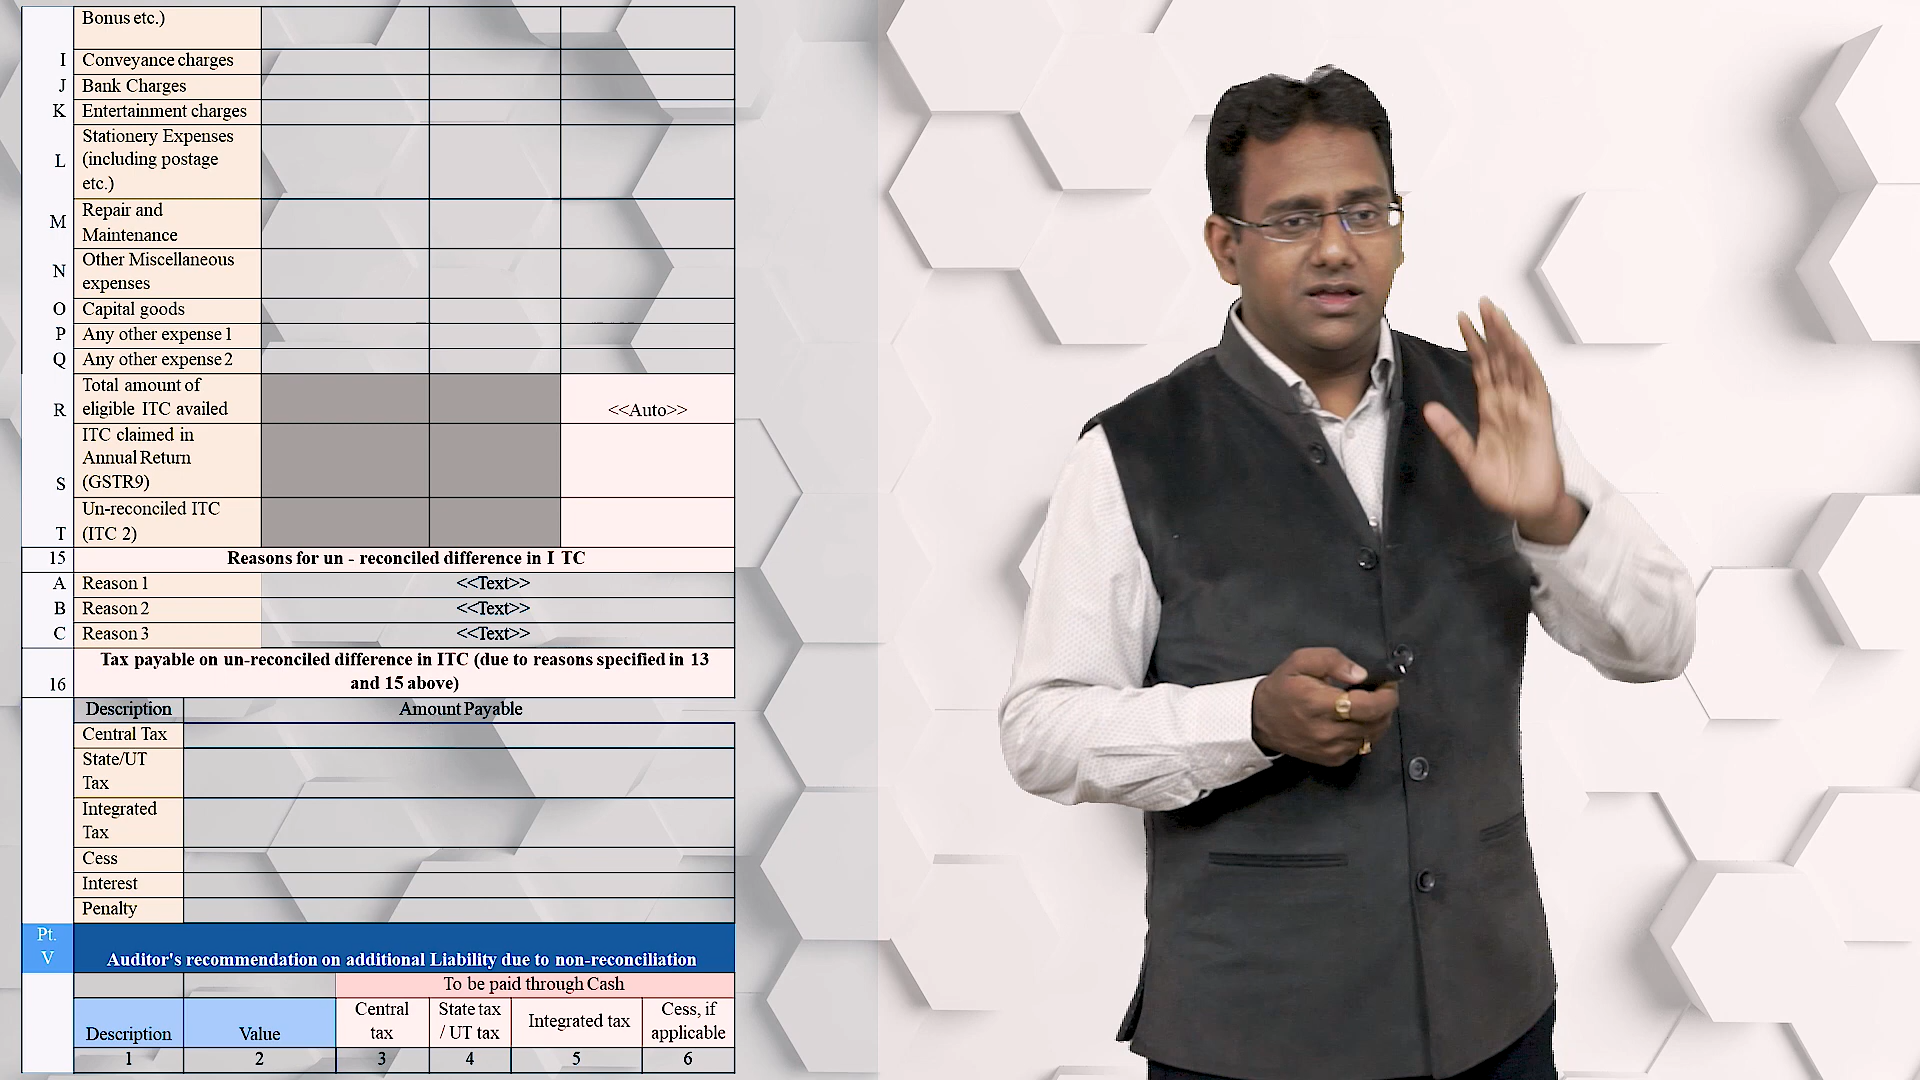 Bonus etc.)
I Conveyance charges
J Bank Charges
K Entertainment charges
Stationery Expenses
L (including postage
etc.)
Repair and
M Maintenance
Other Miscellaneous
N expenses
O Capital goods
P Any other expense 1
Q Any other expense 2
Total amount of
R eligible ITC availed <<Auto>>
ITC claimed in
Annual Return
S (GSTR9)
Un-reconciled ITC
T (ITC 2)
15 Reasons for un - reconciled difference in I TC
A Reason 1 <<Text>>
B Reason 2 <<Text>>
C Reason 3 <<Text>>
Tax payable on un-reconciled difference in ITC (due to reasons specified in 13
16 and 15 above)
Description Amount Payable
Central Tax
State/UT
Tax
Integrated
Tax
Cess
Interest
Penalty
Pt.
V Auditor's recommendation on additional Liability due to non-reconciliation
To be paid through Cash
Description Value Central tax State tax / UT tax Integrated tax Cess, if applicable
1 2 3 4 5 6